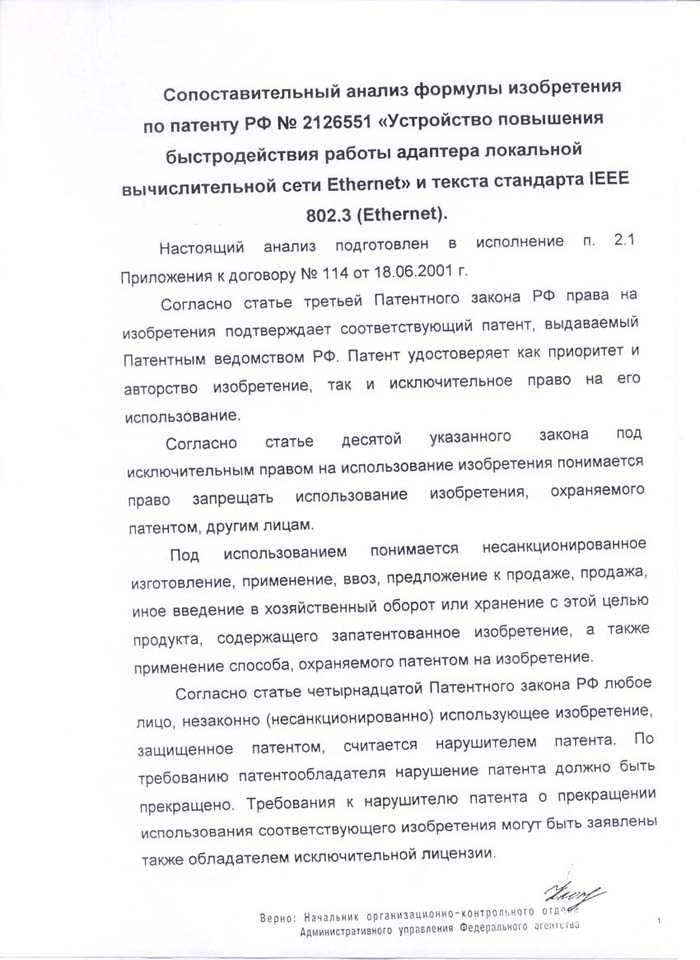 Сопоставительный анализ формулы изобретения
по патенту РФ № 2126551 «Устройство повышения
быстродействия работы адаптера локальной
вычислительной сети Ethernet» и текста стандарта IEEE
802.3 (Ethernet).
Настоящий анализ подготовлен в исполнение п. 2.1
Приложения к договору № 114 от 18.06.2001 г.
Согласно статье третьей Патентного закона РФ права на
изобретения подтверждает соответствующий патент, выдаваемый
Патентным ведомством РФ. Патент удостоверяет как приоритет и
авторство изобретение, так и исключительное право на его
использование.
Согласно статье десятой указанного закона под
исключительным правом на использование изобретения понимается
право запрещать использование изобретения, охраняемого
патентом, другим лицам.
Под использованием понимается несанкционированное
изготовление, применение, ввоз, предложение к продаже, продажа,
иное введение в хозяйственный оборот или хранение с этой целью
продукта, содержащего запатентованное изобретение, а также
применение способа, охраняемого патентом на изобретение.
Согласно статье четырнадцатой Патентного закона РФ любое
лицо, незаконно (несанкционированно) использующее изобретение,
защищенное патентом, считается нарушителем патента. По
требованию патентообладателя нарушение патента должно быть
прекращено. Требования к нарушителю патента о прекращении
использования соответствующего изобретения могут быть заявлены
также обладателем исключительной лицензии.
Верно: Начальник организационно-контрольного отдела
Административного управления Федерального агентства
1